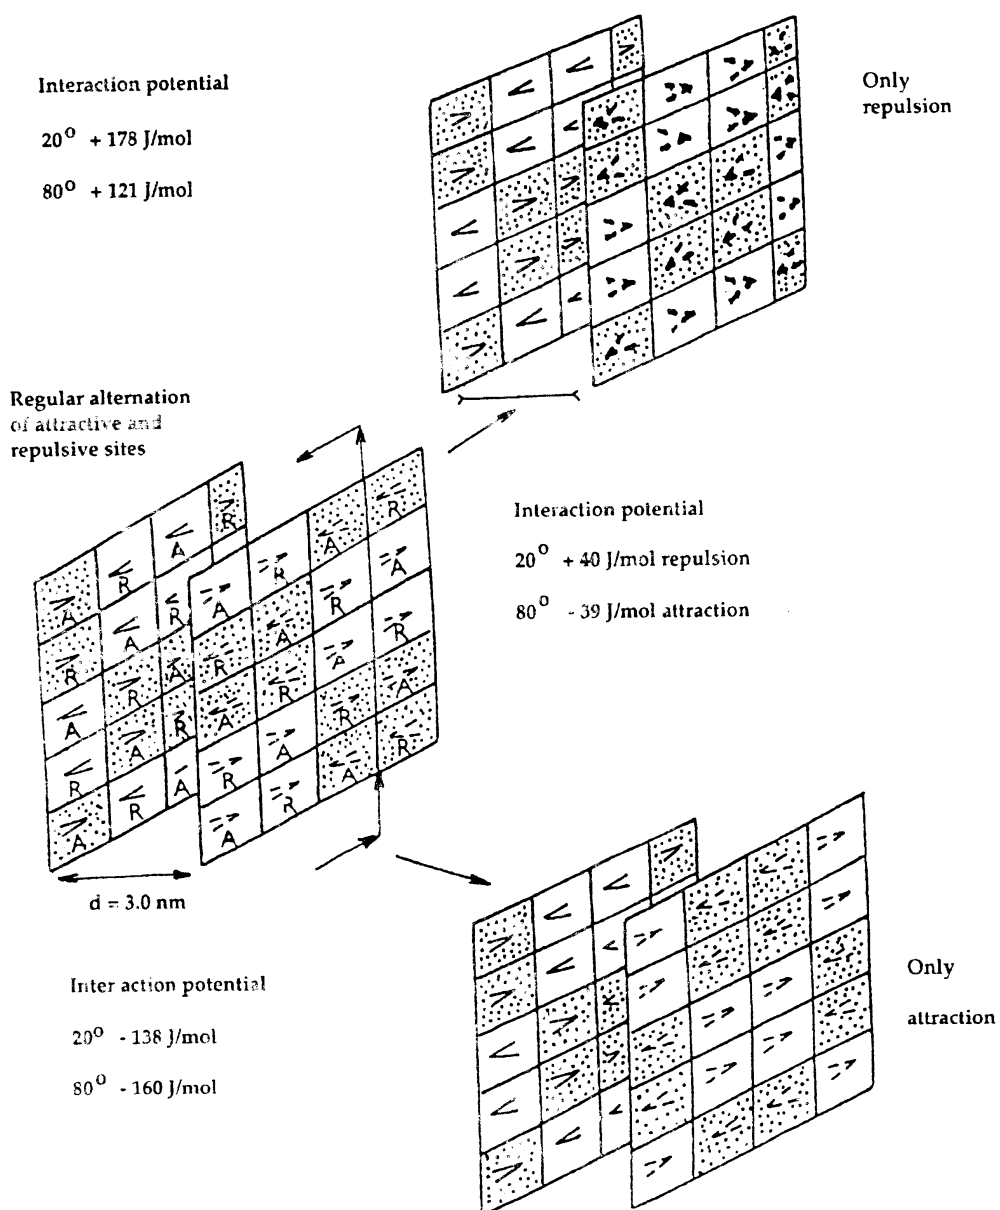 Interaction potential
20° + 178 J/mol
80° + 121 J/mol
Only
repulsion
Regular alternation
of attractive and
repulsive sites
Interaction potential
20° + 40 J/mol repulsion
80° - 39 J/mol attraction
R
A
R
A
R
A
R
A
R
A
R
A
R
A
R
A
R
A
R
A
R
A
R
A
R
A
R
A
R
A
R
A
R
A
R
A
R
A
R
d = 3.0 nm
Inter action potential
20° - 138 J/mol
80° - 160 J/mol
Only
attraction